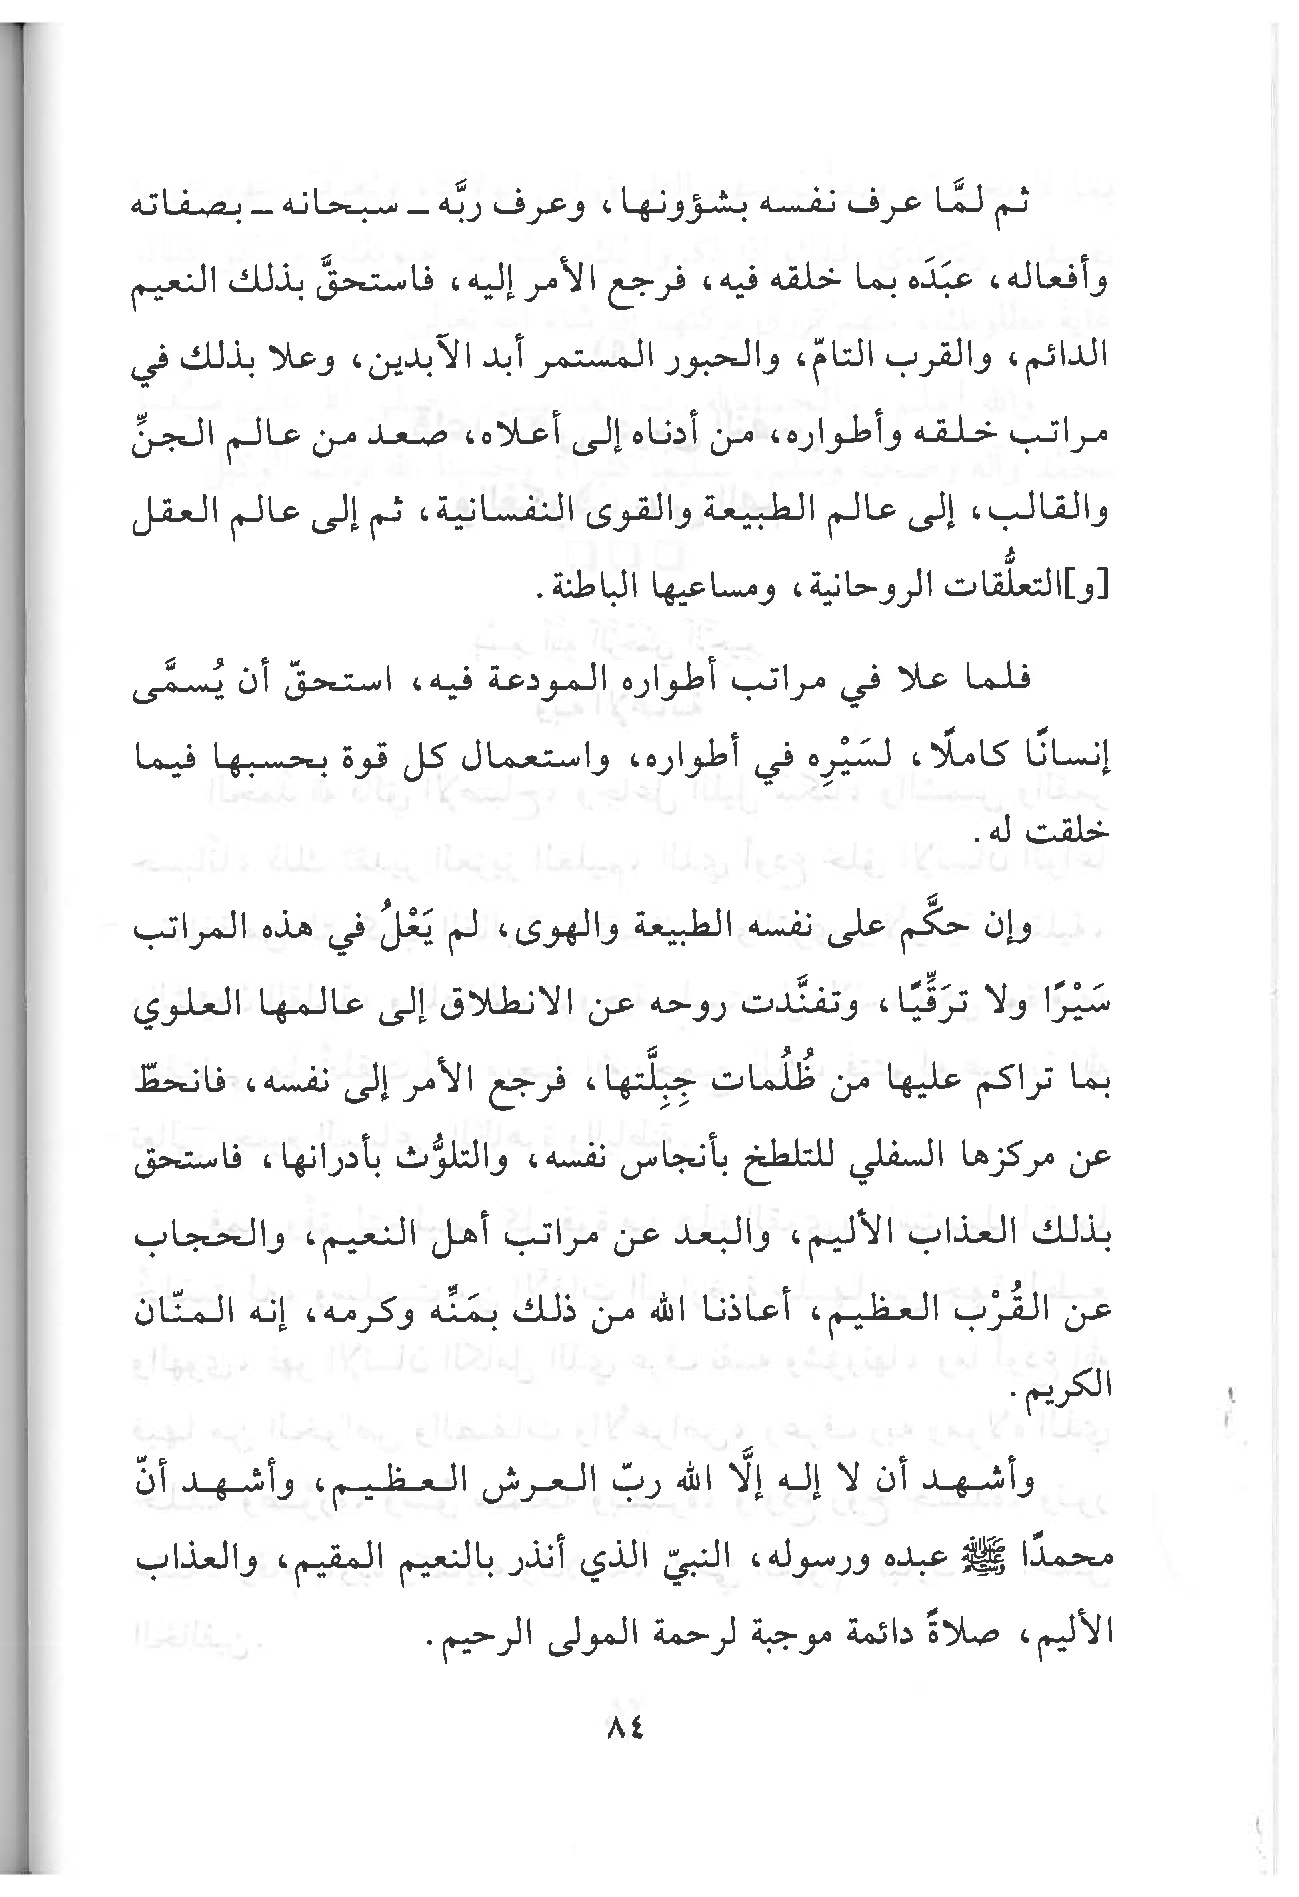 ثم لمَّا عرف نفسه بشؤونها، وعرف ربَّه ــ سبحانه ــ بصفاته
وأفعاله، عبَدَه بما خلقه فيه، فرجع الأمر إليه، فاستحقَّ بذلك النعيم
الدائم، والقرب التامّ، والحبور المستمر أبد الآبدين، وعلا بذلك في
مراتب خلقه وأطواره، من أدناه إلى أعلاه، صعد من عالم الجنِّ
والقالب، إلى عالم الطبيعة والقوى النفسانية، ثم إلى عالم العقل
[و]التعلُّقات الروحانية، ومساعيها الباطنة.
فلما علا في مراتب أطواره المودعة فيه، استحقّ أن يُسمَّى
إنسانًا كاملًا، لسَيْرِه في أطواره، واستعمال كل قوة بحسبها فيما
خلقت له.
وإن حكَّم على نفسه الطبيعة والهوى، لم يَعْلُ في هذه المراتب
سَيْرًا ولا ترَقِّيًا، وتفنَّدت روحه عن الانطلاق إلى عالمها العلوي
بما تراكم عليها من ظُلُمات جِبِلَّتها، فرجع الأمر إلى نفسه، فانحطّ
عن مركزها السفلي للتلطخ بأنجاس نفسه، والتلوُّث بأدرانها، فاستحق
بذلك العذاب الأليم، والبعد عن مراتب أهل النعيم، والحجاب
عن القُرْب العظيم، أعاذنا الله من ذلك بمَنِّه وكرمه، إنه المنّان
الكريم.
وأشهد أن لا إله إلَّا الله ربّ العرش العظيم، وأشهد أنّ
محمدًا ﷺ عبده ورسوله، النبيّ الذي أنذر بالنعيم المقيم، والعذاب
الأليم، صلاةً دائمة موجبة لرحمة المولى الرحيم.
٨٤